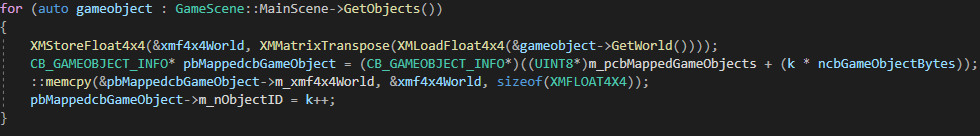 for (auto gameobject : GameScene::MainScene->GetObjects())
{
XMStoreFloat4x4(&xmf4x4World, XMMatrixTranspose(XMLoadFloat4x4(&gameobject->GetWorld())));
CB_GAMEOBJECT_INFO* pbMappedcbGameObject = (CB_GAMEOBJECT_INFO*)((UINT8*)m_pcbMappedGameObjects + (k * ncbGameObjectBytes));
::memcpy(&pbMappedcbGameObject->m_xmf4x4World, &xmf4x4World, sizeof(XMFLOAT4X4));
pbMappedcbGameObject->m_nObjectID = k++;
}